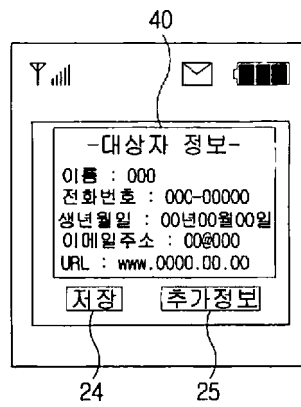 40
-대상자 정보-
이름 : 000
전화번호 : 000-00000
생년월일 : 00년00월00일
이메일주소 : 00@000
URL : www.0000.00.00
저장 추가정보
24 25